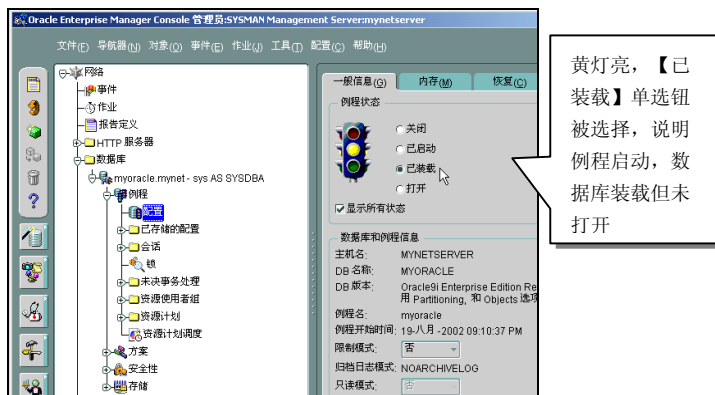 Oracle Enterprise Manager Console 管理员:SYSMAN Management Server:mynetserver
文件(F) 导航器(N) 对象(O) 事件(E) 作业(J) 工具(T) 配置(C) 帮助(H)
网络
事件
作业
报告定义
HTTP 服务器
数据库
myoracle.mynet - sys AS SYSDBA
例程
配置
已存储的配置
会话
锁
未决事务处理
资源使用者组
资源计划
资源计划调度
方案
安全性
存储
一般信息(G) 内存(M) 恢复(C)
例程状态
关闭
已启动
已装载
打开
显示所有状态
数据库和例程信息
主机名: MYNETSERVER
DB 名称: MYORACLE
DB 版本: Oracle9i Enterprise Edition Re
用 Partitioning, 和 Objects 选项
例程名: myoracle
例程开始时间: 19-八月 -2002 09:10:37 PM
限制模式: 否
归档日志模式: NOARCHIVELOG
只读模式: 否
黄灯亮，【已
装载】单选钮
被选择，说明
例程启动，数
据库装载但未
打开